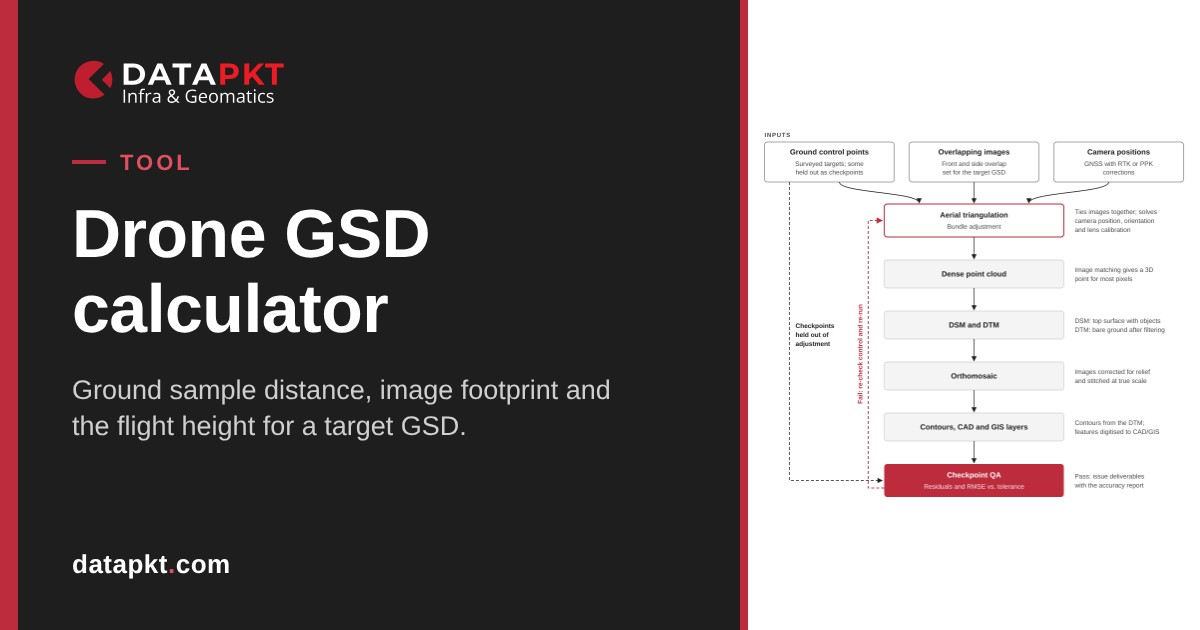 DATAPKT
Infra & Geomatics
TOOL
Drone GSD
calculator
Ground sample distance, image footprint and
the flight height for a target GSD.
datapkt.com
INPUTS
Ground control points
Surveyed targets; some
held out as checkpoints
Overlapping images
Front and side overlap
set for the target GSD
Camera positions
GNSS with RTK or PPK
corrections
Aerial triangulation
Bundle adjustment
Ties images together; solves
camera position, orientation
and lens calibration
Dense point cloud
Image matching gives a 3D
point for most pixels
Checkpoints
held out of
adjustment
Fail: re-check control and re-run
DSM and DTM
DSM: top surface with objects
DTM: bare ground after filtering
Orthomosaic
Images corrected for relief
and stitched at true scale
Contours, CAD and GIS layers
Contours from the DTM;
features digitised to CAD/GIS
Checkpoint QA
Residuals and RMSE vs. tolerance
Pass: issue deliverables
with the accuracy report